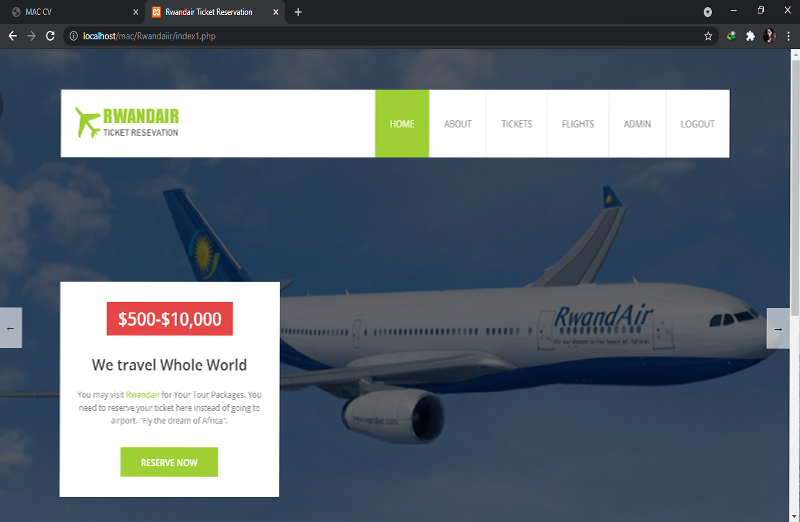 MAC CV
Rwandair Ticket Reservation
localhost/mac/Rwandaiir/index1.php
RWANDAIR
TICKET RESEVATION
HOME
ABOUT
TICKETS
FLIGHTS
ADMIN
LOGOUT
RwandAir
Fly the dream of Africa
www.rwandair.com
$500-$10,000
We travel Whole World
You may visit Rwandair for Your Tour Packages. You
need to reserve your ticket here instead of going to
airport. "Fly the dream of Africa".
RESERVE NOW
←
→